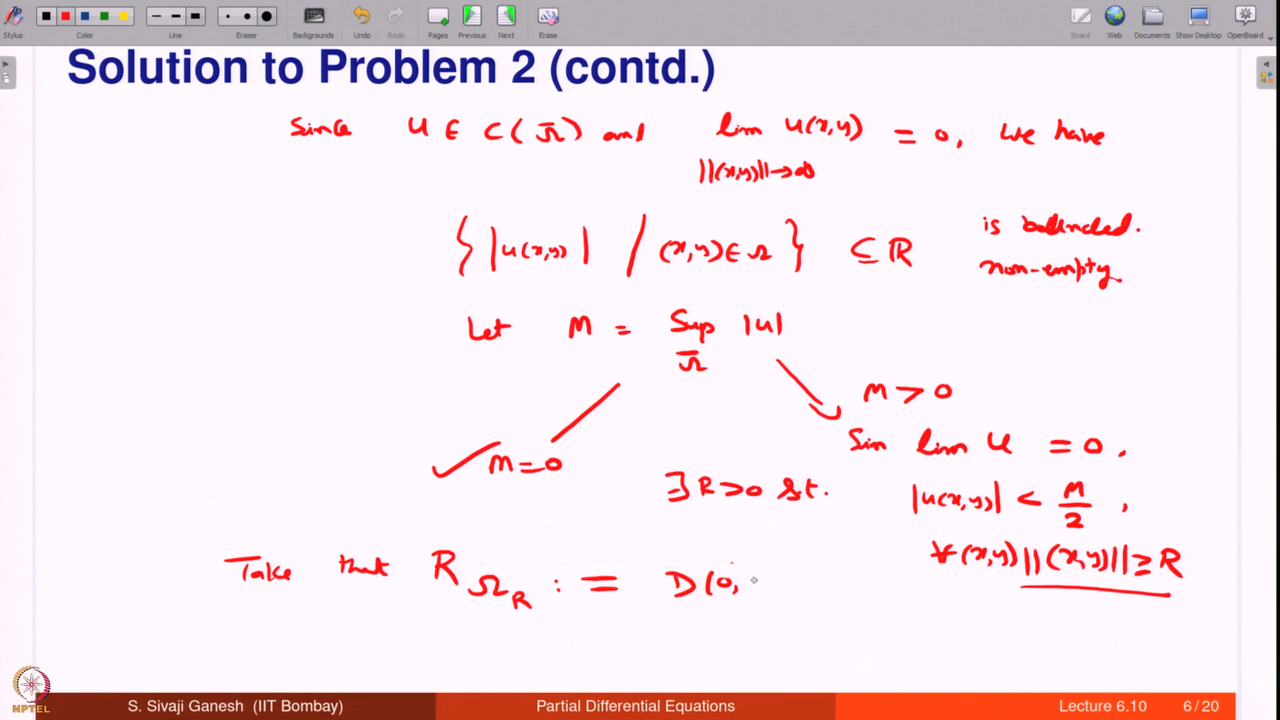 Stylus
Color
Line
Eraser
Backgrounds
Undo
Redo
Pages
Previous
Next
Erase
Board
Web
Documents
Show Desktop
OpenBoard
Solution to Problem 2 (contd.)
Since u ∈ C(Ω̄) and lim u(x,y) = 0, we have
||(x,y)||→∞
{ |u(x,y)| / (x,y) ∈ Ω } ⊆ ℝ is bounded.
non-empty
Let M = Sup |u|
Ω̄
M > 0
M = 0
Sin lim u = 0.
∃ R > 0 s.t. |u(x,y)| < M/2,
∀ (x,y) ||(x,y)|| ≥ R
Take that R
Ω_R := D(0,
NPTEL
S. Sivaji Ganesh (IIT Bombay)
Partial Differential Equations
Lecture 6.10
6 / 20